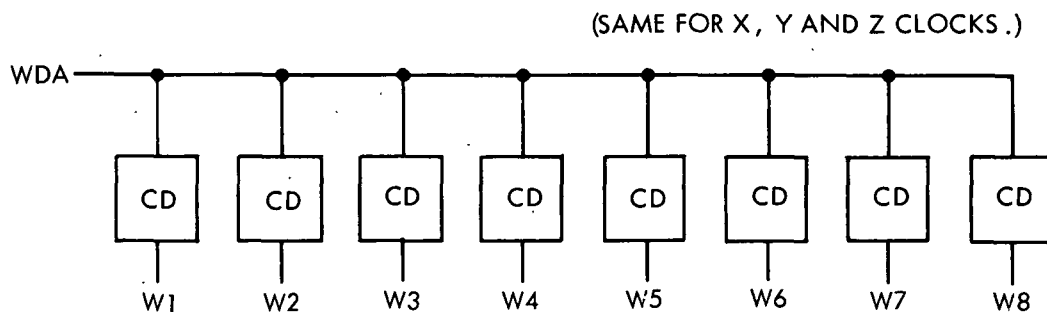 (SAME FOR X, Y AND Z CLOCKS.)
WDA
CD CD CD CD CD CD CD CD
W1 W2 W3 W4 W5 W6 W7 W8